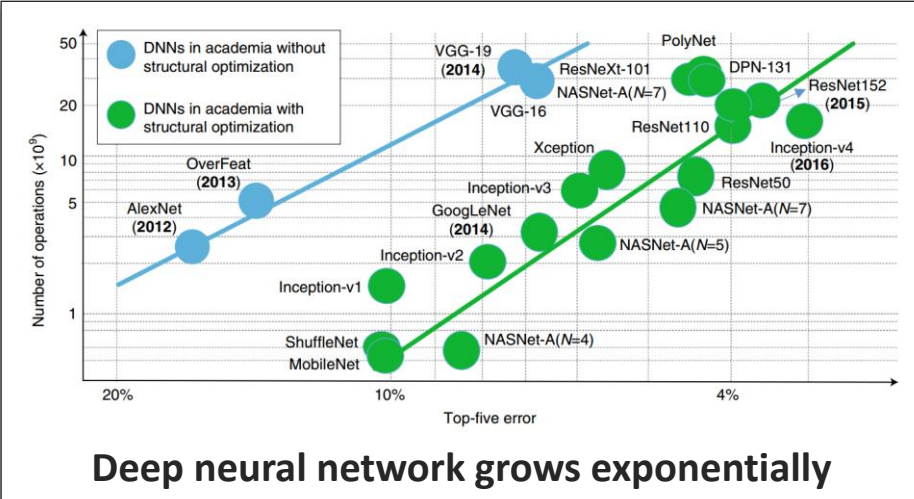 50
20
10
5
1
Number of operations (×10⁹)
DNNs in academia without
structural optimization
DNNs in academia with
structural optimization
VGG-19
(2014)
VGG-16
ResNeXt-101
NASNet-A(N=7)
PolyNet
DPN-131
ResNet152
(2015)
ResNet110
Inception-v4
(2016)
OverFeat
(2013)
AlexNet
(2012)
Xception
Inception-v3
GoogLeNet
(2014)
Inception-v2
Inception-v1
ResNet50
NASNet-A(N=7)
NASNet-A(N=5)
ShuffleNet
MobileNet
NASNet-A(N=4)
20%
10%
4%
Top-five error
Deep neural network grows exponentially